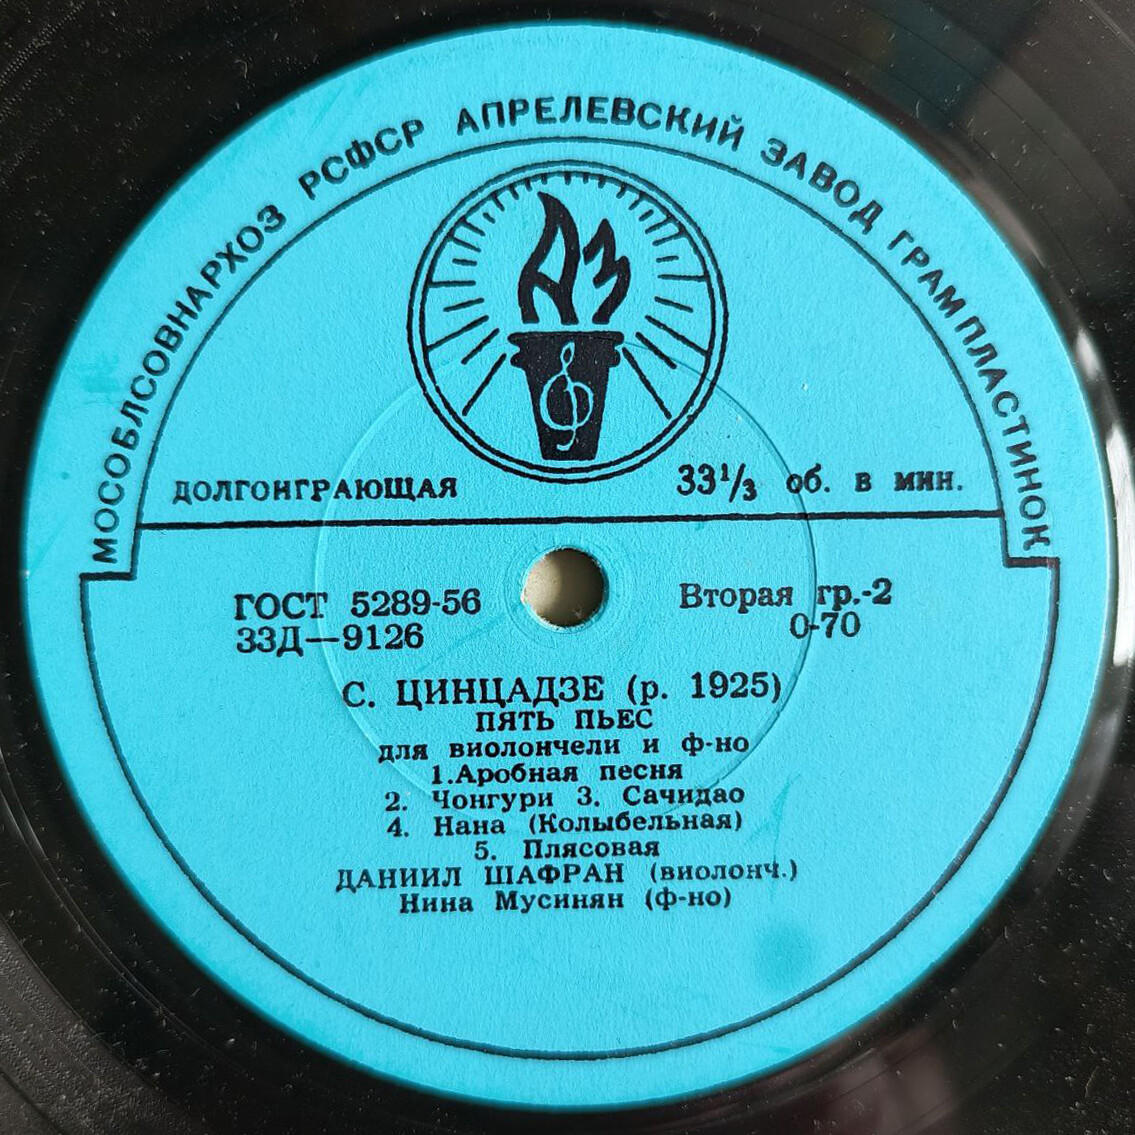 МОСОБЛСОВНАРХОЗ РСФСР АПРЕЛЕВСКИЙ ЗАВОД ГРАМПЛАСТИНОК
АЗ
ДОЛГОИГРАЮЩАЯ 33⅓ об. в мин.
ГОСТ 5289-56 Вторая гр.-2
33Д—9126 0-70
С. ЦИНЦАДЗЕ (р. 1925)
ПЯТЬ ПЬЕС
для виолончели и ф-но
1.Аробная песня
2. Чонгури 3. Сачидао
4. Нана (Колыбельная)
5. Плясовая
ДАНИИЛ ШАФРАН (виолонч.)
Нина Мусинян (ф-но)